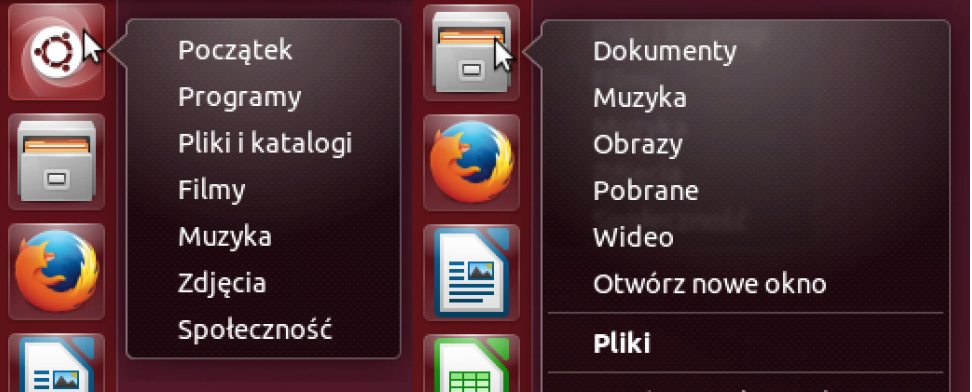 Początek
Programy
Pliki i katalogi
Filmy
Muzyka
Zdjęcia
Społeczność
Dokumenty
Muzyka
Obrazy
Pobrane
Wideo
Otwórz nowe okno
Pliki